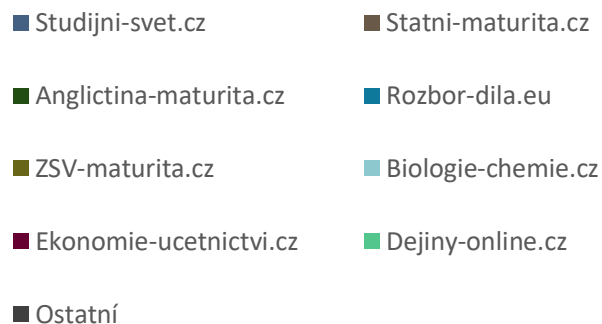 Studijni-svet.cz
Statni-maturita.cz
Anglictina-maturita.cz
Rozbor-dila.eu
ZSV-maturita.cz
Biologie-chemie.cz
Ekonomie-ucetnictvi.cz
Dejiny-online.cz
Ostatní